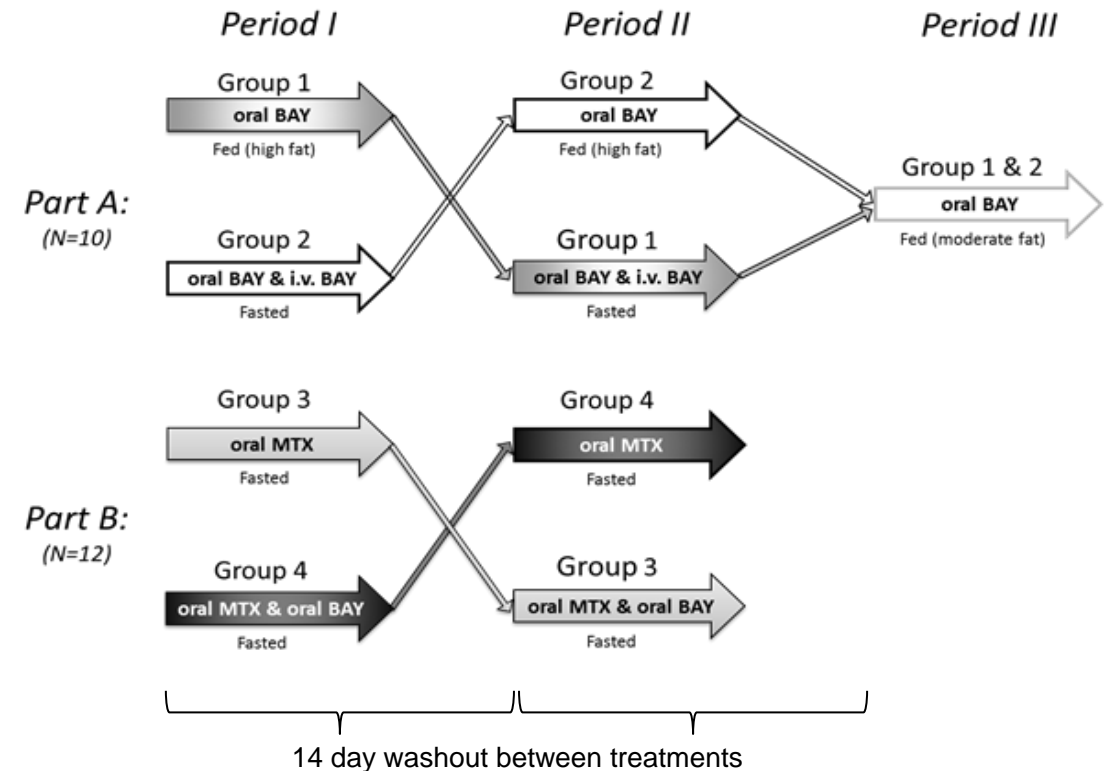 Period I
Period II
Period III
Part A:
(N=10)
Group 1
oral BAY
Fed (high fat)
Group 2
oral BAY
Fed (high fat)
Group 1 & 2
oral BAY
Fed (moderate fat)
Group 2
oral BAY & i.v. BAY
Fasted
Group 1
oral BAY & i.v. BAY
Fasted
Part B:
(N=12)
Group 3
oral MTX
Fasted
Group 4
oral MTX
Fasted
Group 4
oral MTX & oral BAY
Fasted
Group 3
oral MTX & oral BAY
Fasted
14 day washout between treatments